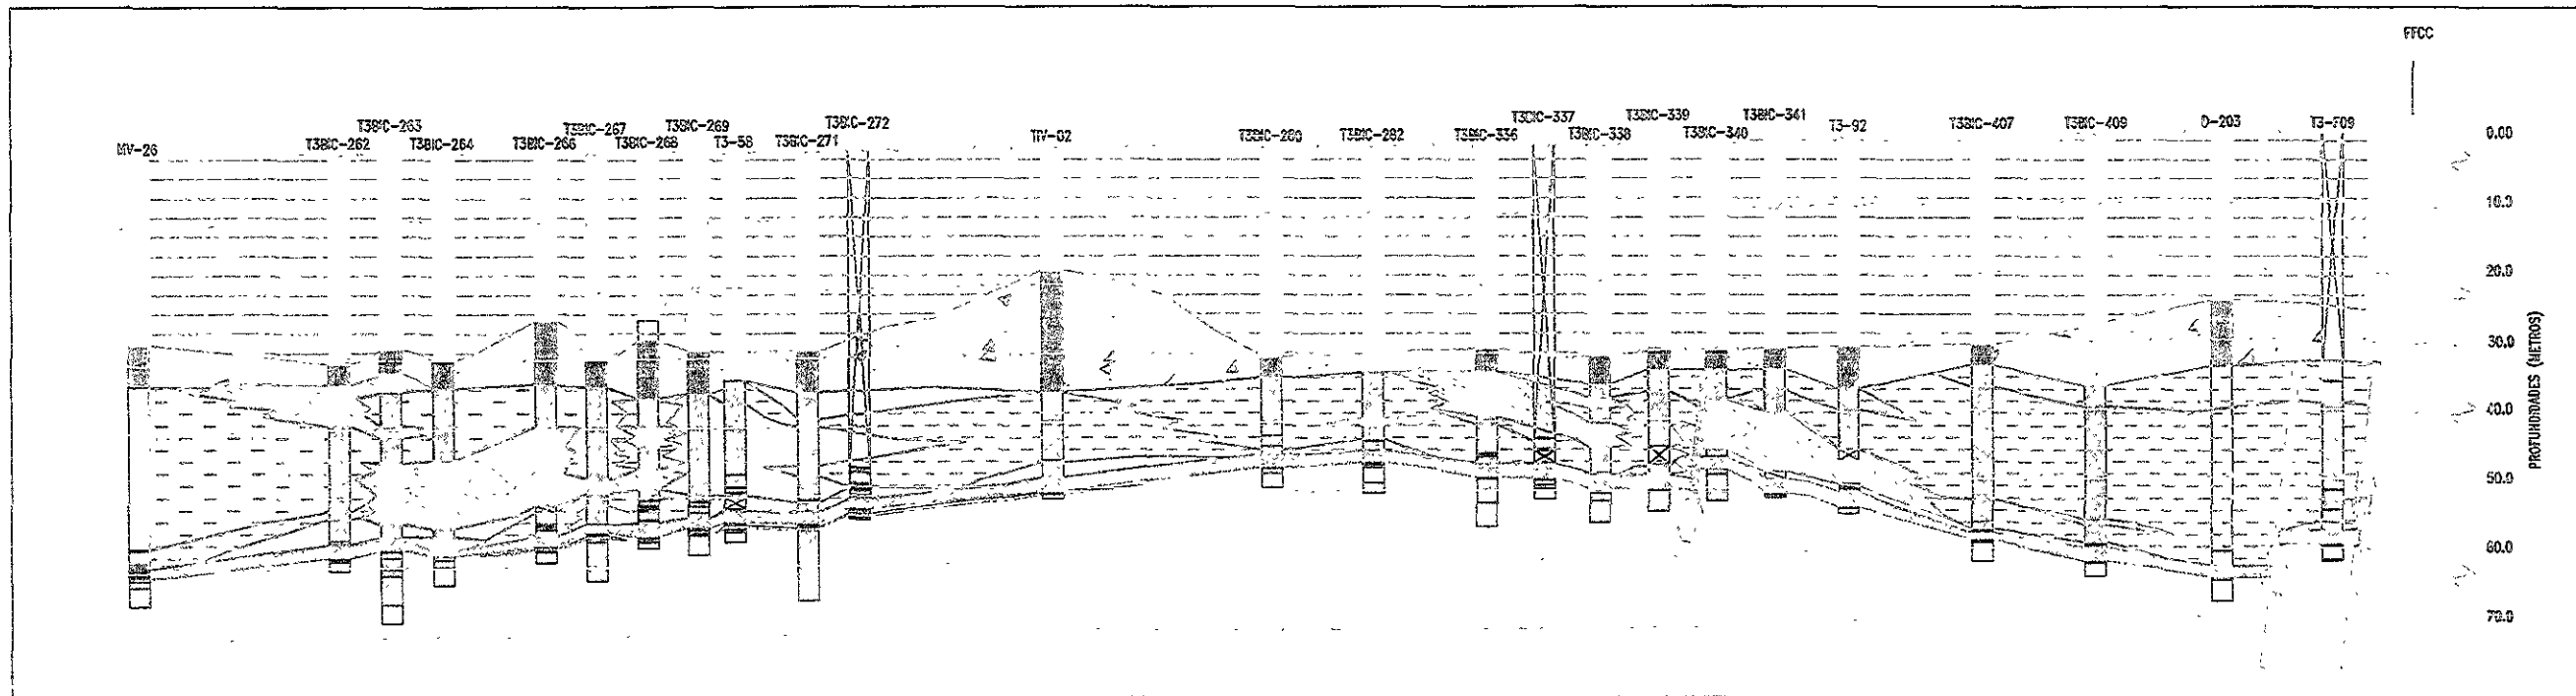 FFCC
MV-26
T3BIC-262
T3BIC-263
T3BIC-264
T3BIC-266
T3BIC-267
T3BIC-268
T3BIC-269
T3-58
T3BIC-271
T3BIC-272
TIV-02
T3BIC-280
T3BIC-282
T3BIC-336
T3BIC-337
T3BIC-338
T3BIC-339
T3BIC-340
T3BIC-341
T3-92
T3BIC-407
T3BIC-409
D-203
T3-F09
0.00
10.0
20.0
30.0
40.0
50.0
60.0
70.0
PROFUNDIDADES (METROS)